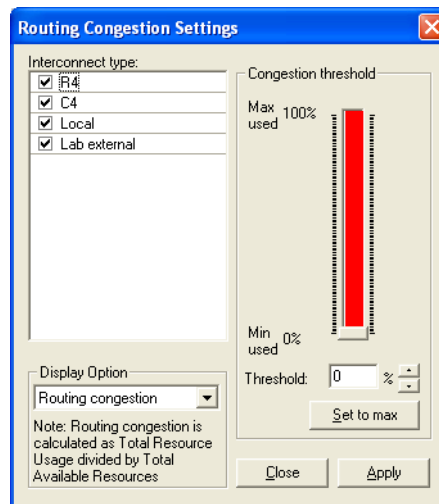 Routing Congestion Settings
Interconnect type:
R4
C4
Local
Lab external
Congestion threshold
Max used 100%
Min used 0%
Threshold: 0 %
Set to max
Display Option
Routing congestion
Note: Routing congestion is
calculated as Total Resource
Usage divided by Total
Available Resources
Close
Apply